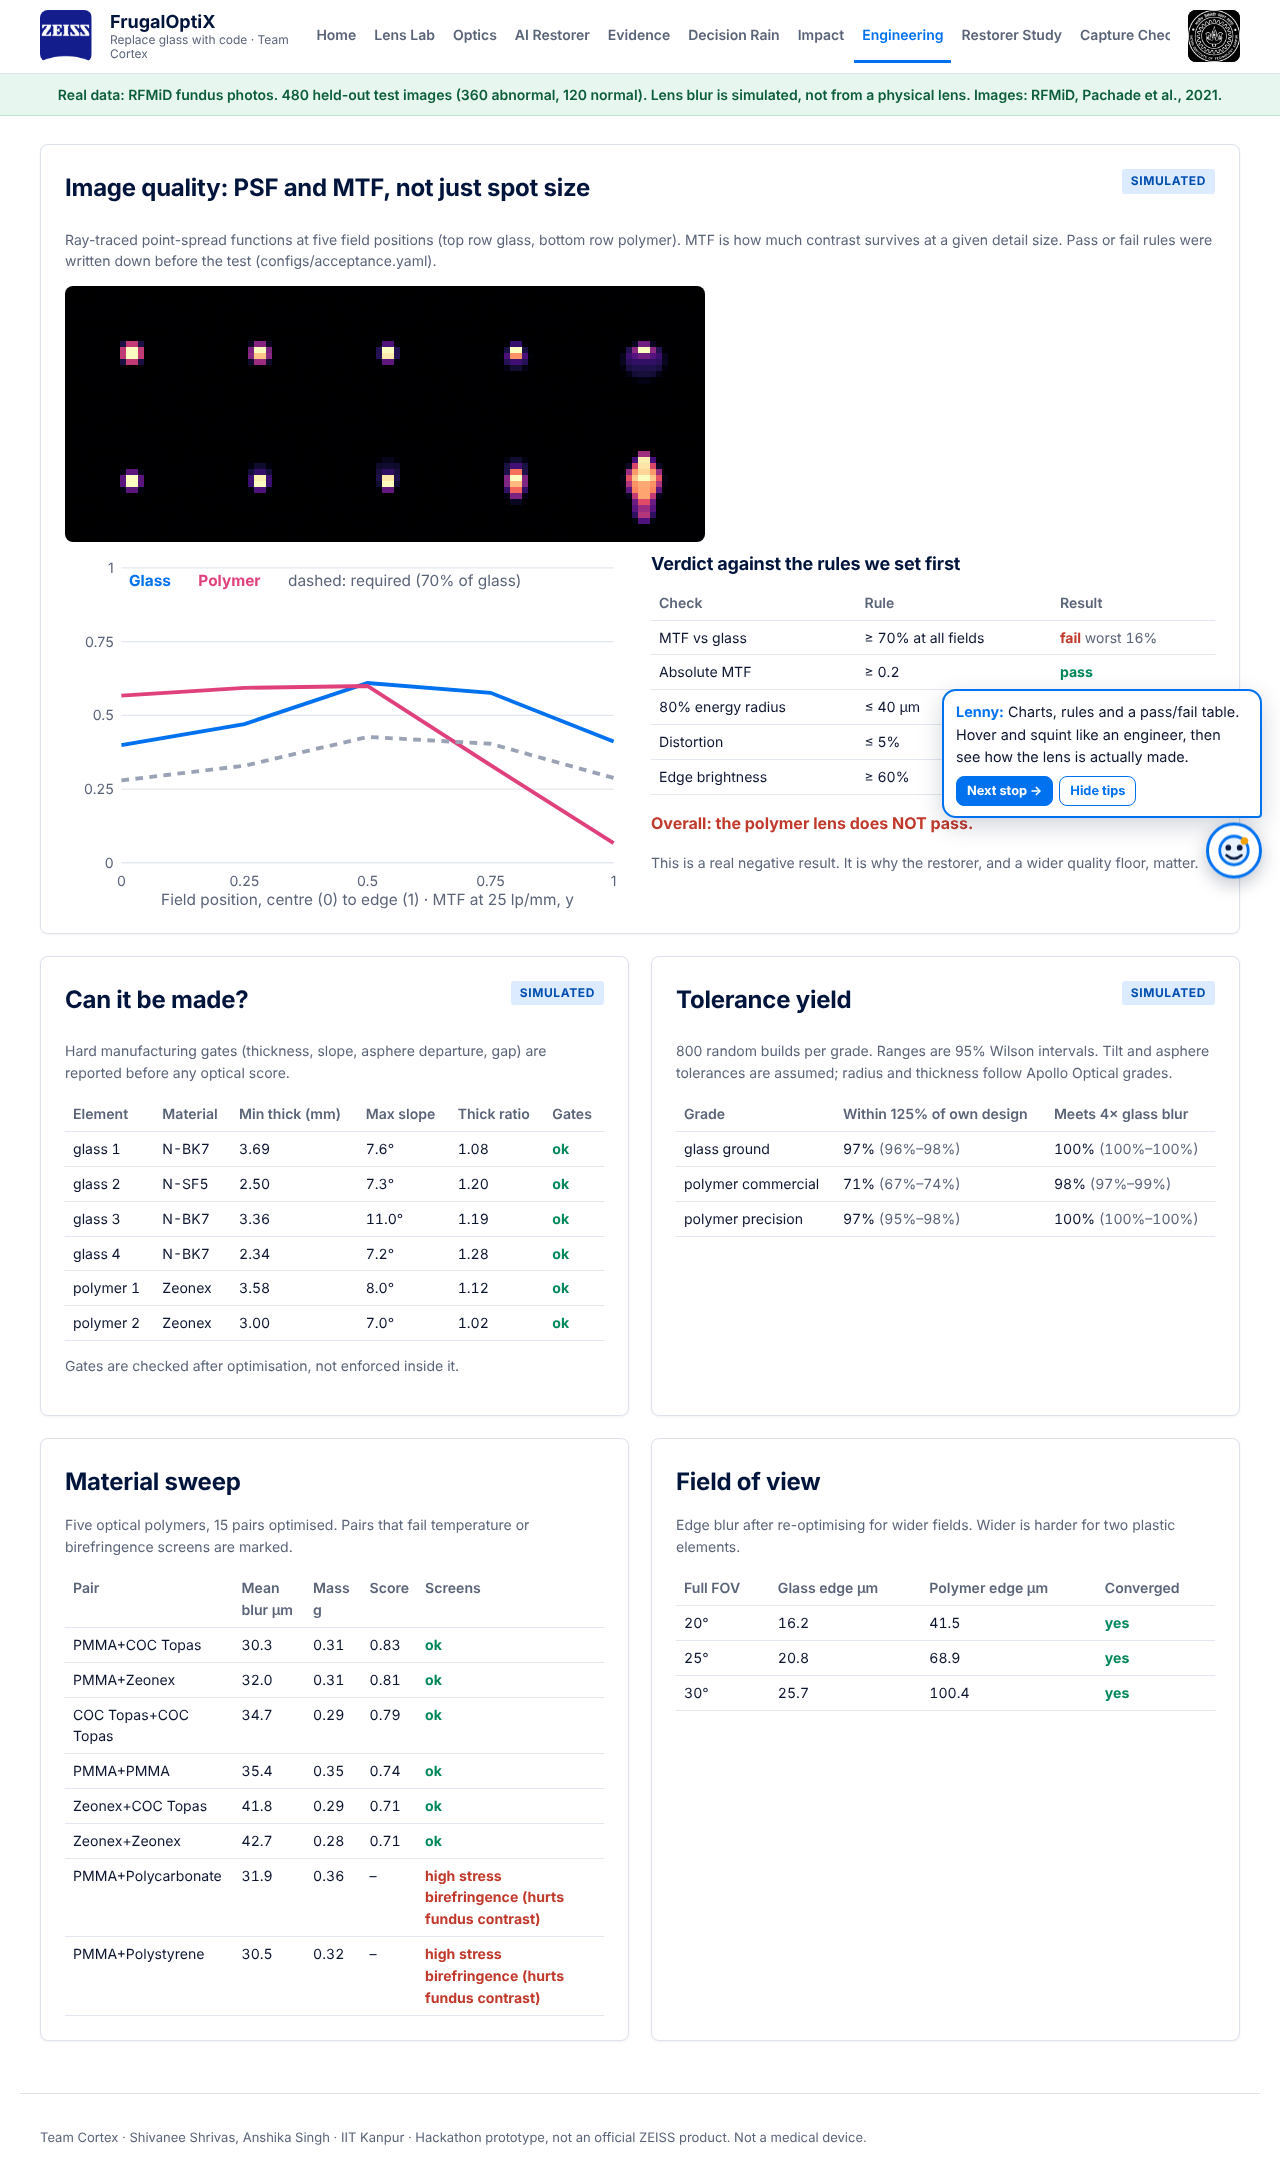 ZEISS
FrugalOptiX
Replace glass with code · Team
Cortex
Home Lens Lab Optics AI Restorer Evidence Decision Rain Impact Engineering Restorer Study Capture Chec
Real data: RFMiD fundus photos. 480 held-out test images (360 abnormal, 120 normal). Lens blur is simulated, not from a physical lens. Images: RFMiD, Pachade et al., 2021.
Image quality: PSF and MTF, not just spot size
SIMULATED
Ray-traced point-spread functions at five field positions (top row glass, bottom row polymer). MTF is how much contrast survives at a given detail size. Pass or fail rules were
written down before the test (configs/acceptance.yaml).
1
Glass Polymer dashed: required (70% of glass)
0.75
0.5
0.25
0
0 0.25 0.5 0.75 1
Field position, centre (0) to edge (1) · MTF at 25 lp/mm, y
Verdict against the rules we set first
Check Rule Result
MTF vs glass ≥ 70% at all fields fail worst 16%
Absolute MTF ≥ 0.2 pass
80% energy radius ≤ 40 µm
Distortion ≤ 5%
Edge brightness ≥ 60%
Overall: the polymer lens does NOT pass.
This is a real negative result. It is why the restorer, and a wider quality floor, matter.
Lenny: Charts, rules and a pass/fail table.
Hover and squint like an engineer, then
see how the lens is actually made.
Next stop → Hide tips
Can it be made?
SIMULATED
Hard manufacturing gates (thickness, slope, asphere departure, gap) are
reported before any optical score.
Element Material Min thick (mm) Max slope Thick ratio Gates
glass 1 N-BK7 3.69 7.6° 1.08 ok
glass 2 N-SF5 2.50 7.3° 1.20 ok
glass 3 N-BK7 3.36 11.0° 1.19 ok
glass 4 N-BK7 2.34 7.2° 1.28 ok
polymer 1 Zeonex 3.58 8.0° 1.12 ok
polymer 2 Zeonex 3.00 7.0° 1.02 ok
Gates are checked after optimisation, not enforced inside it.
Tolerance yield
SIMULATED
800 random builds per grade. Ranges are 95% Wilson intervals. Tilt and asphere
tolerances are assumed; radius and thickness follow Apollo Optical grades.
Grade Within 125% of own design Meets 4× glass blur
glass ground 97% (96%–98%) 100% (100%–100%)
polymer commercial 71% (67%–74%) 98% (97%–99%)
polymer precision 97% (95%–98%) 100% (100%–100%)
Material sweep
Five optical polymers, 15 pairs optimised. Pairs that fail temperature or
birefringence screens are marked.
Pair Mean Mass Score Screens
blur µm g
PMMA+COC Topas 30.3 0.31 0.83 ok
PMMA+Zeonex 32.0 0.31 0.81 ok
COC Topas+COC 34.7 0.29 0.79 ok
Topas
PMMA+PMMA 35.4 0.35 0.74 ok
Zeonex+COC Topas 41.8 0.29 0.71 ok
Zeonex+Zeonex 42.7 0.28 0.71 ok
PMMA+Polycarbonate 31.9 0.36 – high stress
birefringence (hurts
fundus contrast)
PMMA+Polystyrene 30.5 0.32 – high stress
birefringence (hurts
fundus contrast)
Field of view
Edge blur after re-optimising for wider fields. Wider is harder for two plastic
elements.
Full FOV Glass edge µm Polymer edge µm Converged
20° 16.2 41.5 yes
25° 20.8 68.9 yes
30° 25.7 100.4 yes
Team Cortex · Shivanee Shrivas, Anshika Singh · IIT Kanpur · Hackathon prototype, not an official ZEISS product. Not a medical device.